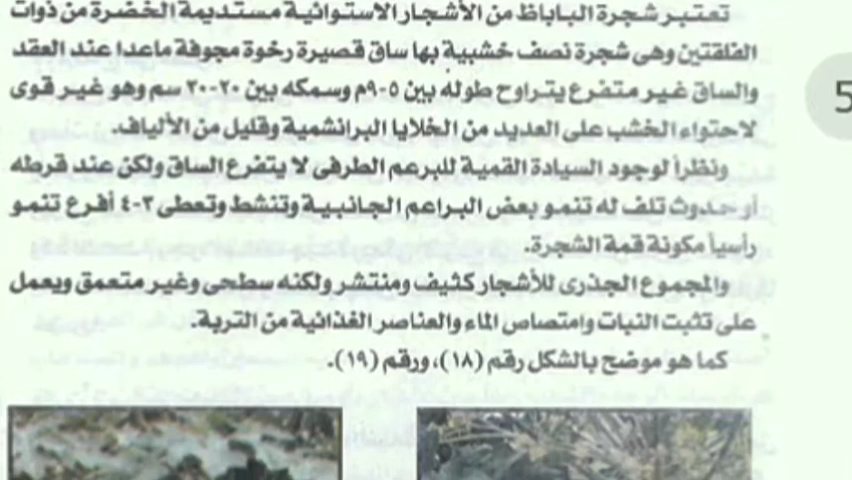 تعتبر شجرة الباباظ من الأشجار الاستوائية مستديمة الخضرة من ذوات
الفلقتين وهى شجرة نصف خشبية بها ساق قصيرة رخوة مجوفة ماعدا عند العقد
والساق غير متفرع يتراوح طوله بين ٥-٩م وسمكه بين ٢٠-٣٠ سم وهو غير قوى
لاحتواء الخشب على العديد من الخلايا البرانشمية وقليل من الألياف.
ونظراً لوجود السيادة القمية للبرعم الطرفى لا يتفرع الساق ولكن عند قرطه
أو حدوث تلف له تنمو بعض البراعم الجانبية وتنشط وتعطى ٣-٤ أفرع تنمو
رأسياً مكونة قمة الشجرة.
والمجموع الجذرى للأشجار كثيف ومنتشر ولكنه سطحى وغير متعمق ويعمل
على تثبت النبات وامتصاص الماء والعناصر الغذائية من التربة.
كما هو موضح بالشكل رقم (١٨)، ورقم (١٩).
5